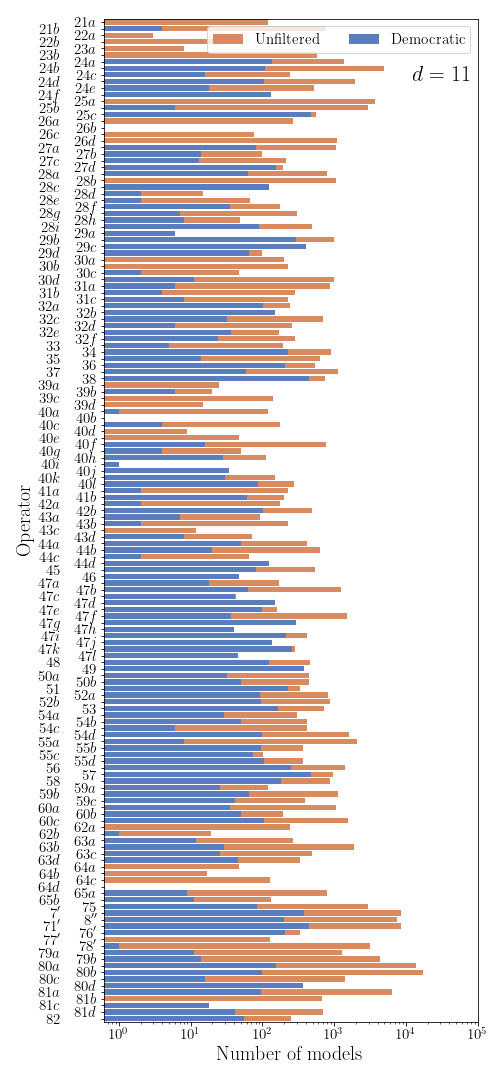 Unfiltered
Democratic
d = 11
Operator
21a
21b
22a
22b
23a
23b
24a
24b
24c
24d
24e
24f
25a
25b
25c
26a
26b
26c
26d
27a
27b
27c
27d
28a
28b
28c
28d
28e
28f
28g
28h
28i
29a
29b
29c
29d
30a
30b
30c
30d
31a
31b
31c
32a
32b
32c
32d
32e
32f
33
34
35
36
37
38
39a
39b
39c
39d
40a
40b
40c
40d
40e
40f
40g
40h
40i
40j
40k
40l
41a
41b
42a
42b
43a
43b
43c
43d
44a
44b
44c
44d
45
46
47a
47b
47c
47d
47e
47f
47g
47h
47i
47j
47k
47l
48
49
50a
50b
51
52a
52b
53
54a
54b
54c
54d
55a
55b
55c
55d
56
57
58
59a
59b
59c
60a
60b
60c
62a
62b
63a
63b
63c
63d
64a
64b
64c
64d
65a
65b
75
7′
8′′
71′
76′
77′
78′
79a
79b
80a
80b
80c
80d
81a
81b
81c
81d
82
10⁰ 10¹ 10² 10³ 10⁴ 10⁵
Number of models